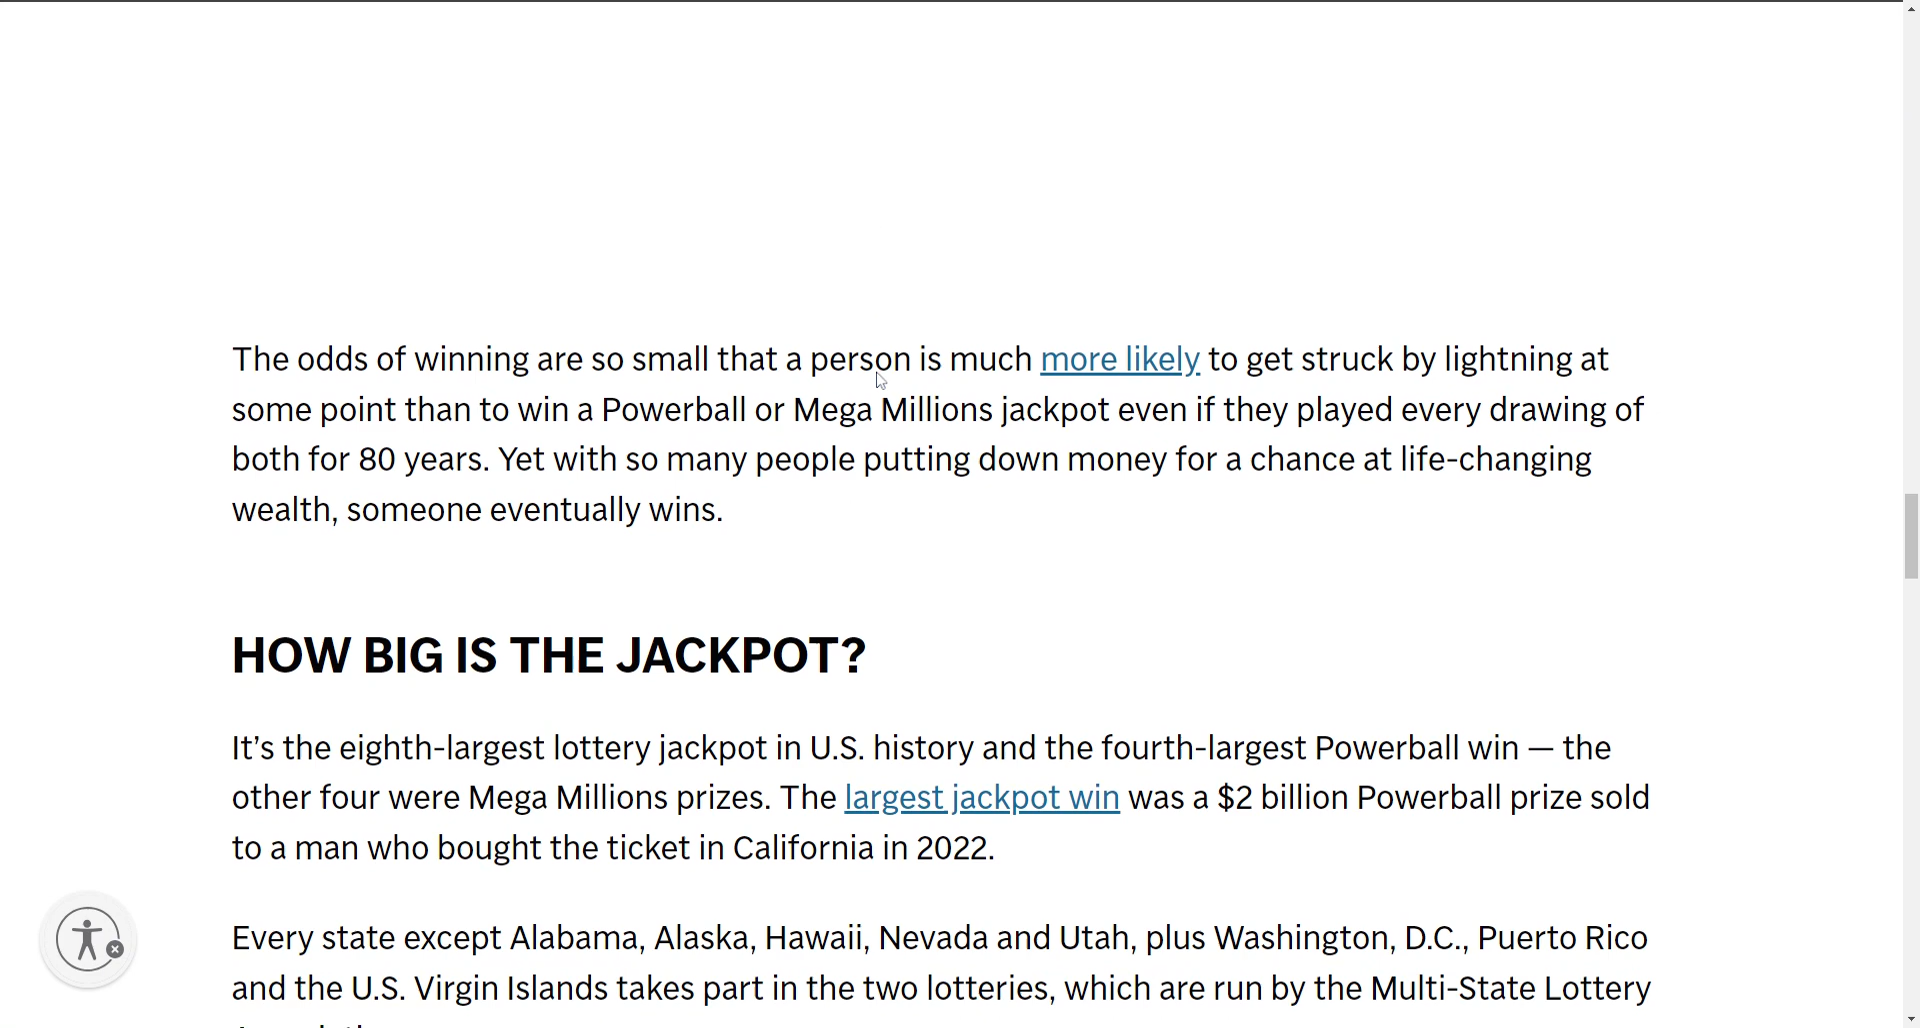 The odds of winning are so small that a person is much more likely to get struck by lightning at
some point than to win a Powerball or Mega Millions jackpot even if they played every drawing of
both for 80 years. Yet with so many people putting down money for a chance at life-changing
wealth, someone eventually wins.
HOW BIG IS THE JACKPOT?
It’s the eighth-largest lottery jackpot in U.S. history and the fourth-largest Powerball win — the
other four were Mega Millions prizes. The largest jackpot win was a $2 billion Powerball prize sold
to a man who bought the ticket in California in 2022.
Every state except Alabama, Alaska, Hawaii, Nevada and Utah, plus Washington, D.C., Puerto Rico
and the U.S. Virgin Islands takes part in the two lotteries, which are run by the Multi-State Lottery